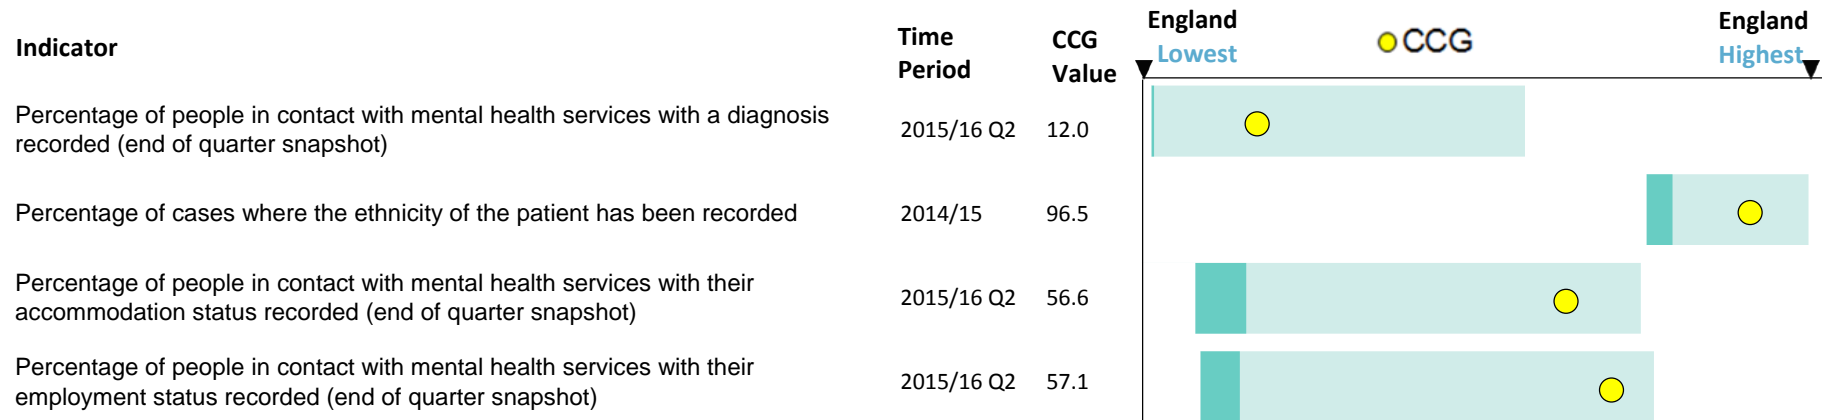 Indicator
Time
Period
CCG
Value
England
Lowest
CCG
England
Highest
Percentage of people in contact with mental health services with a diagnosis
recorded (end of quarter snapshot)
2015/16 Q2
12.0
Percentage of cases where the ethnicity of the patient has been recorded
2014/15
96.5
Percentage of people in contact with mental health services with their
accommodation status recorded (end of quarter snapshot)
2015/16 Q2
56.6
Percentage of people in contact with mental health services with their
employment status recorded (end of quarter snapshot)
2015/16 Q2
57.1